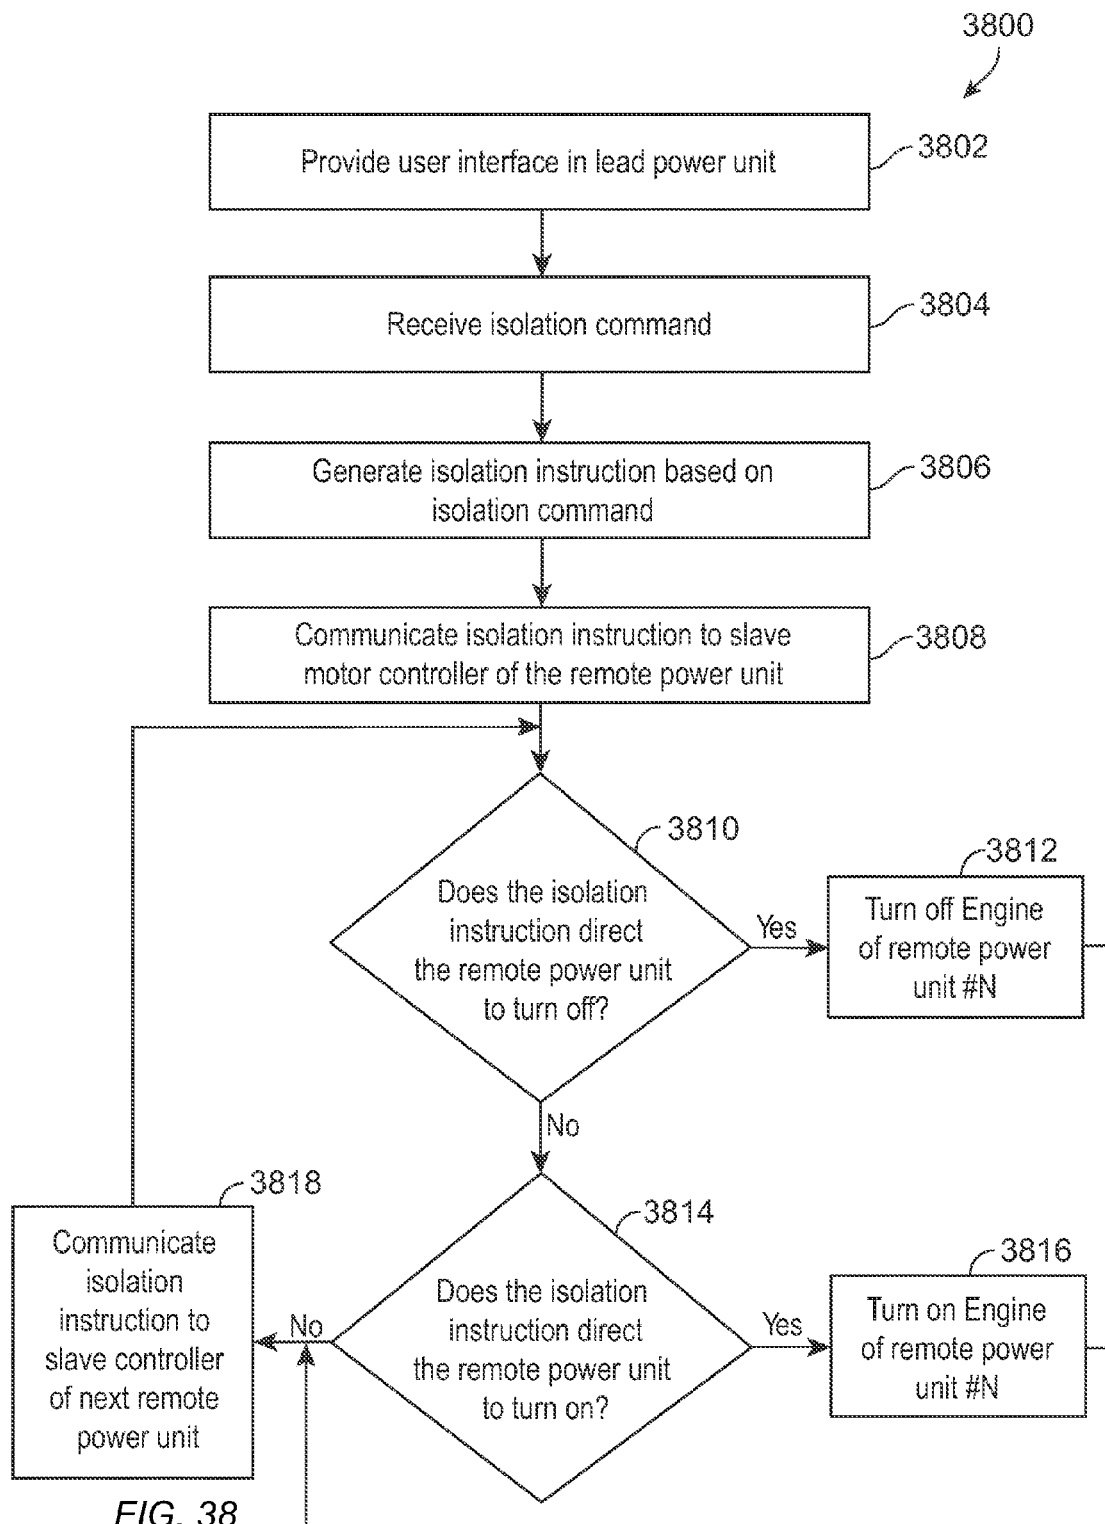 3800
Provide user interface in lead power unit
3802
Receive isolation command
3804
Generate isolation instruction based on
isolation command
3806
Communicate isolation instruction to slave
motor controller of the remote power unit
3808
3810
Does the isolation
instruction direct
the remote power unit
to turn off?
Yes
3812
Turn off Engine
of remote power
unit #N
No
3814
Does the isolation
instruction direct
the remote power unit
to turn on?
Yes
3816
Turn on Engine
of remote power
unit #N
No
3818
Communicate
isolation
instruction to
slave controller
of next remote
power unit
FIG. 38